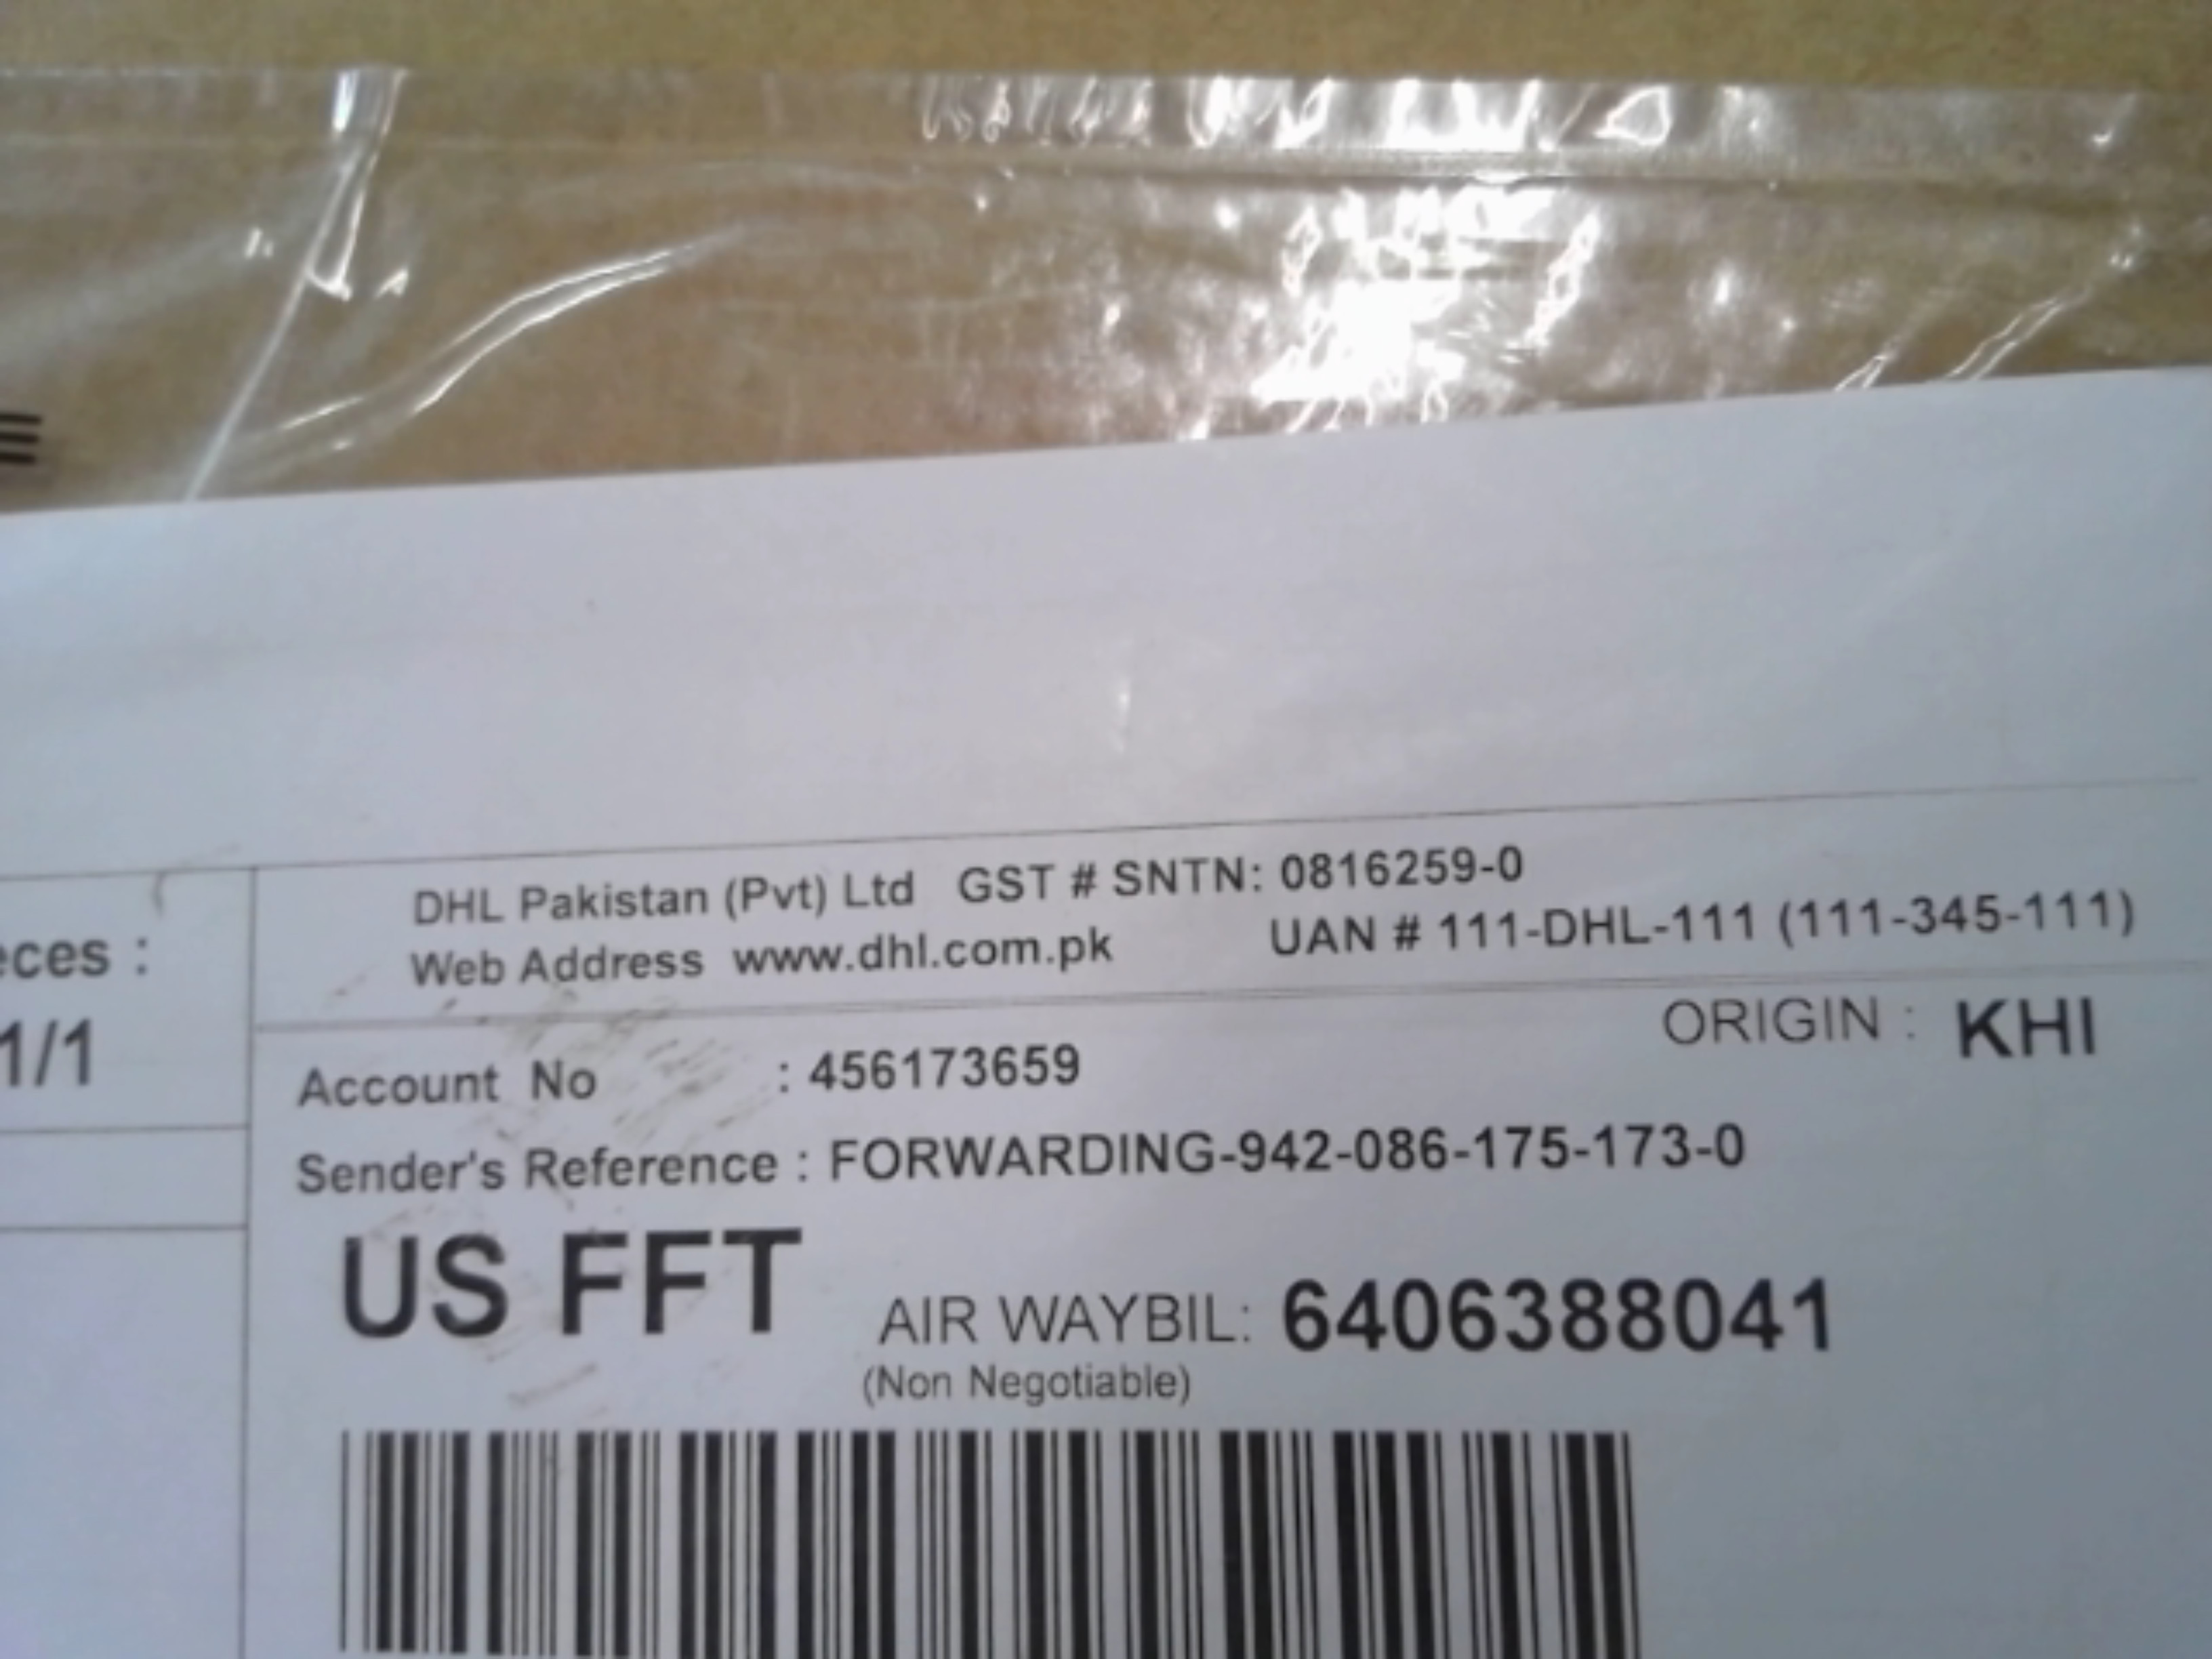 DHL Pakistan (Pvt) Ltd GST # SNTN: 0816259-0
Web Address www.dhl.com.pk UAN # 111-DHL-111 (111-345-111)
eces :
1/1
ORIGIN : KHI
Account No : 456173659
Sender's Reference : FORWARDING-942-086-175-173-0
US FFT AIR WAYBIL: 6406388041
(Non Negotiable)